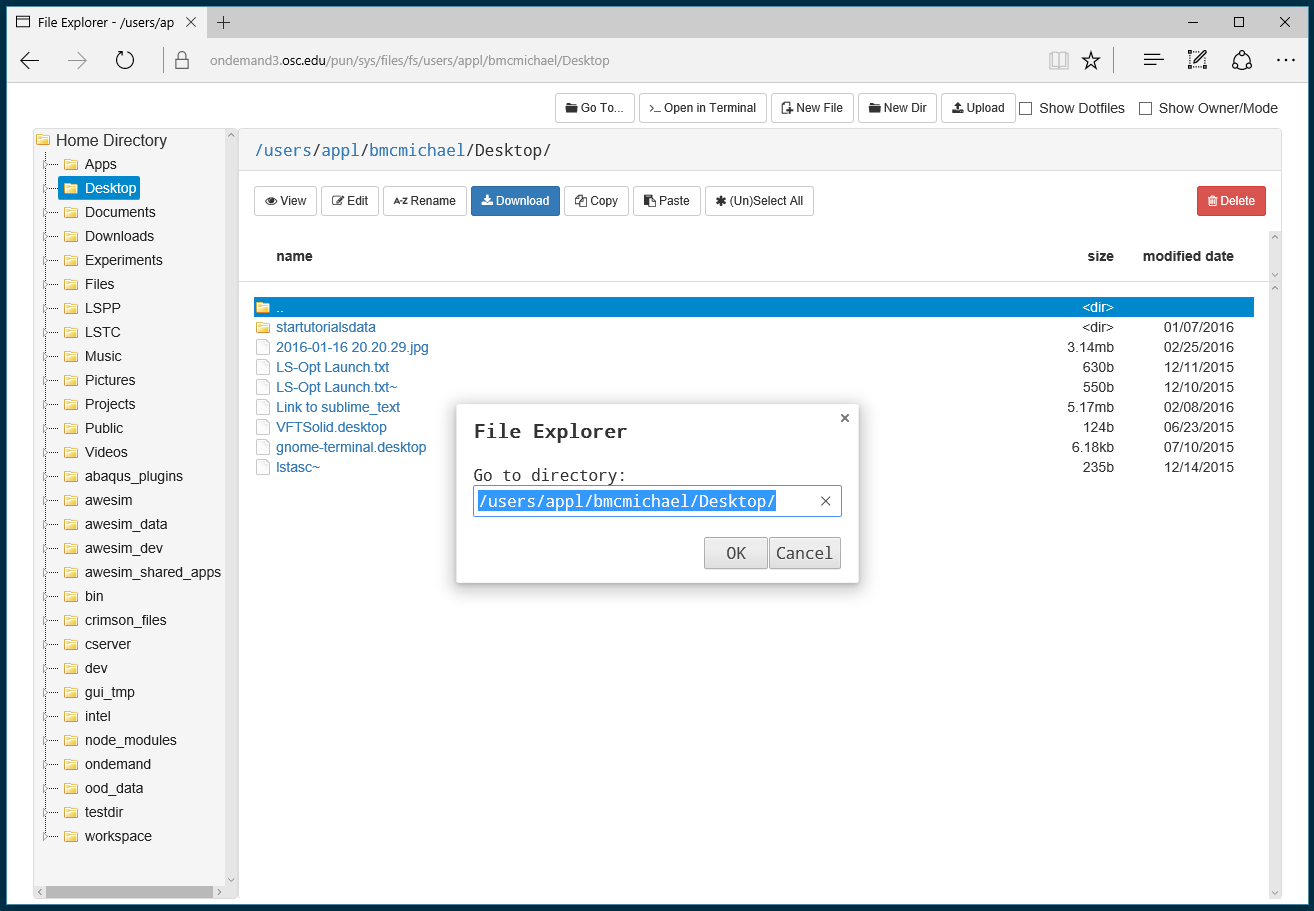 File Explorer - /users/ap
ondemand3.osc.edu/pun/sys/files/fs/users/appl/bmcmichael/Desktop
Go To... >_ Open in Terminal New File New Dir Upload Show Dotfiles Show Owner/Mode
Home Directory
Apps
Desktop
Documents
Downloads
Experiments
Files
LSPP
LSTC
Music
Pictures
Projects
Public
Videos
abaqus_plugins
awesim
awesim_data
awesim_dev
awesim_shared_apps
bin
crimson_files
cserver
dev
gui_tmp
intel
node_modules
ondemand
ood_data
testdir
workspace
/users/appl/bmcmichael/Desktop/
View Edit A-Z Rename Download Copy Paste (Un)Select All Delete
name size modified date
.. <dir>
startutorialsdata <dir> 01/07/2016
2016-01-16 20.20.29.jpg 3.14mb 02/25/2016
LS-Opt Launch.txt 630b 12/11/2015
LS-Opt Launch.txt~ 550b 12/10/2015
Link to sublime_text 5.17mb 02/08/2016
VFTSolid.desktop 124b 06/23/2015
gnome-terminal.desktop 6.18kb 07/10/2015
lstasc~ 235b 12/14/2015
File Explorer
Go to directory:
/users/appl/bmcmichael/Desktop/
OK Cancel